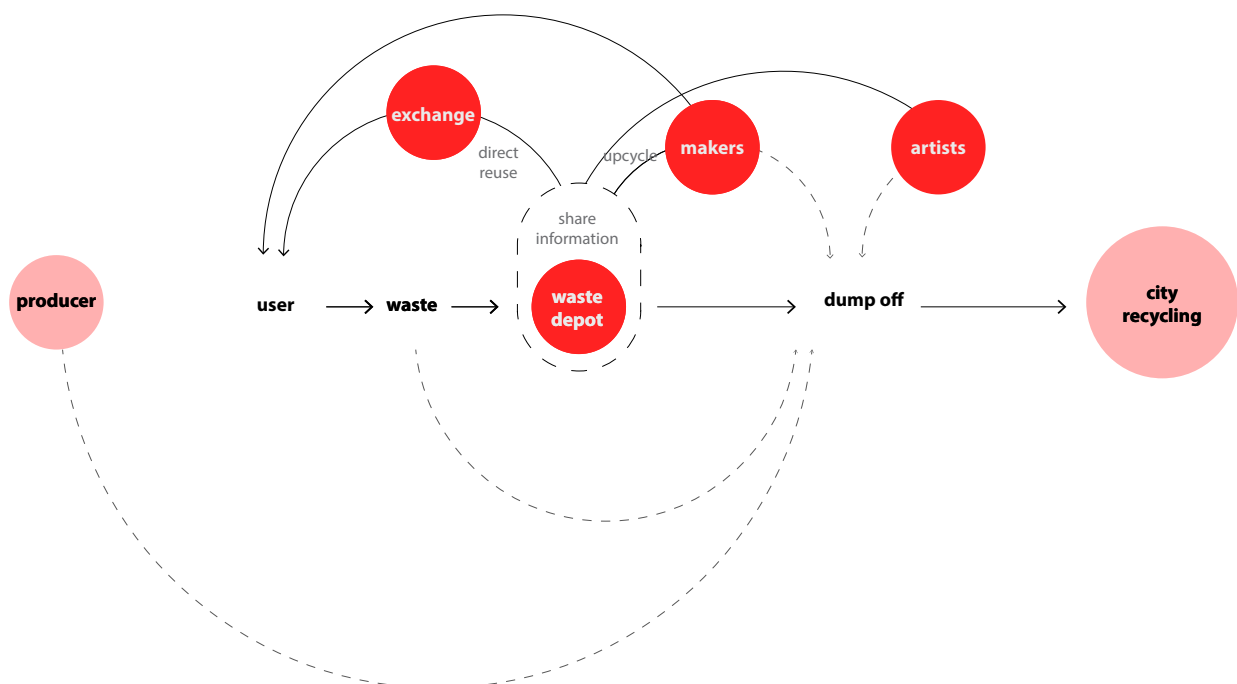 exchange
makers
artists
direct
reuse
upcycle
share
information
producer
user
waste
waste
depot
dump off
city
recycling